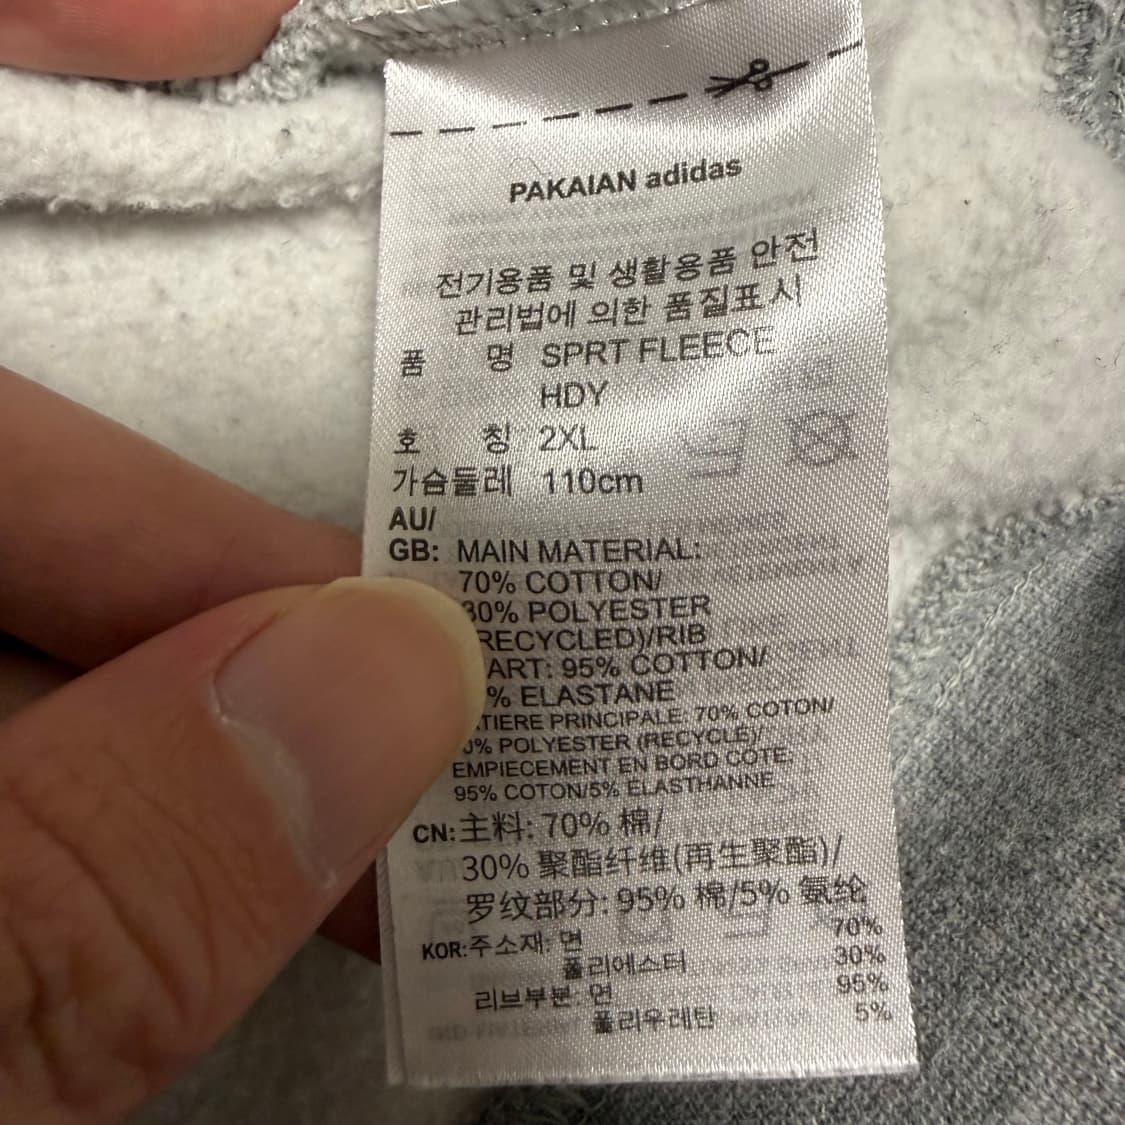 PAKAIAN adidas
전기용품 및 생활용품 안전
관리법에 의한 품질표시
품 명 SPRT FLEECE
HDY
호 칭 2XL
가슴둘레 110cm
AU/
GB: MAIN MATERIAL:
70% COTTON/
30% POLYESTER
RECYCLED)/RIB
ART: 95% COTTON/
% ELASTANE
TIERE PRINCIPALE: 70% COTON/
0% POLYESTER (RECYCLE)/
EMPIECEMENT EN BORD COTE:
95% COTON/5% ELASTHANNE
CN: 主料: 70% 棉/
30% 聚酯纤维(再生聚酯)/
罗纹部分: 95% 棉/5% 氨纶
KOR: 주소재: 면 70%
폴리에스터 30%
리브부분: 면 95%
폴리우레탄 5%